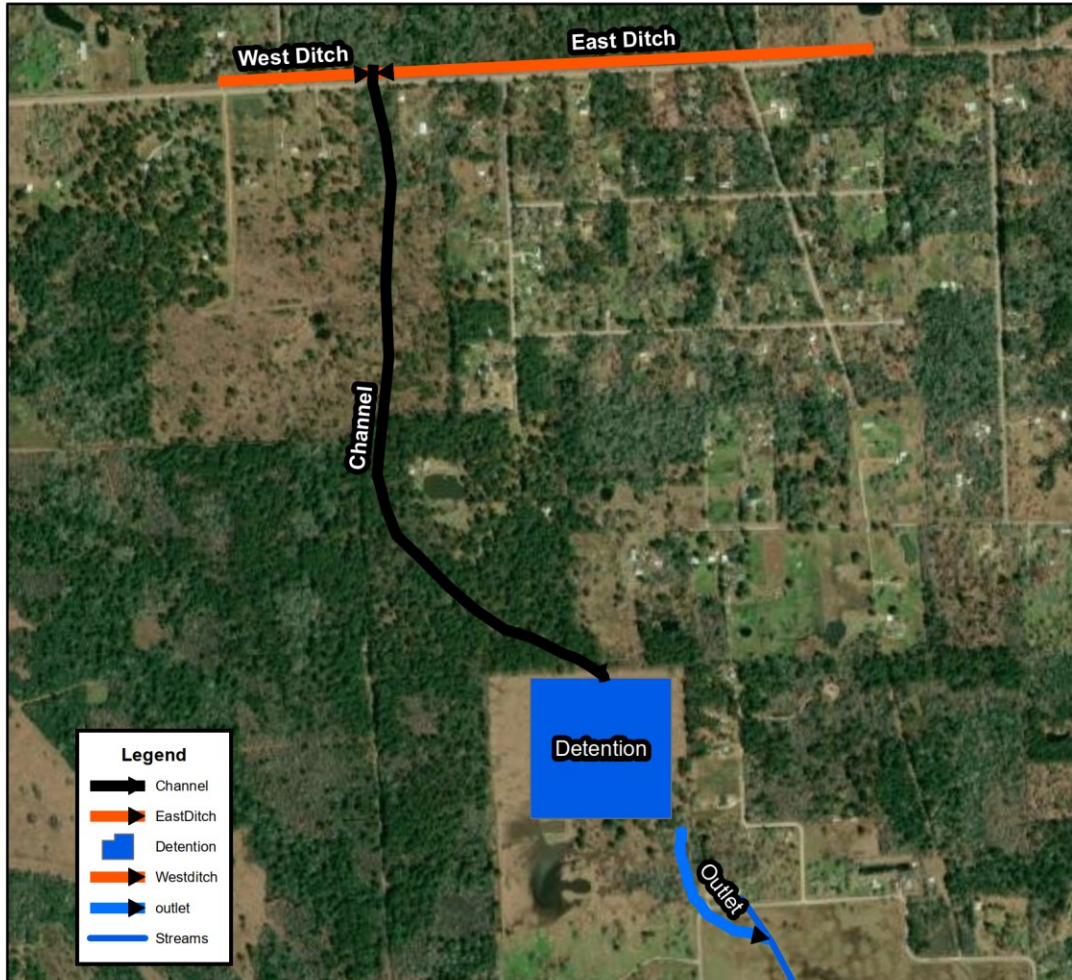 West Ditch
East Ditch
Channel
Detention
Outlet
Legend
Channel
EastDitch
Detention
Westditch
outlet
Streams